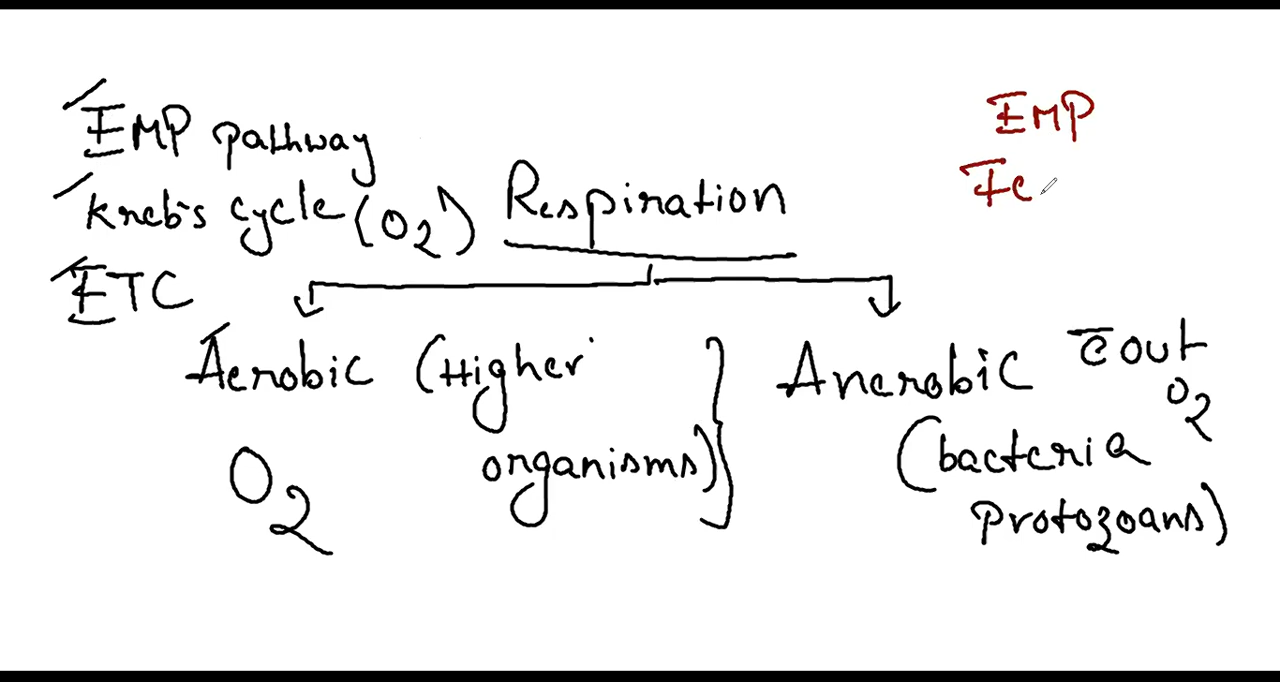 EMP pathway
Kreb's cycle (O2)
ETC
Respiration
EMP
Fe
Aerobic (Higher organisms)
O2
Anerobic c̅out O2
(bacteria
Protozoans)